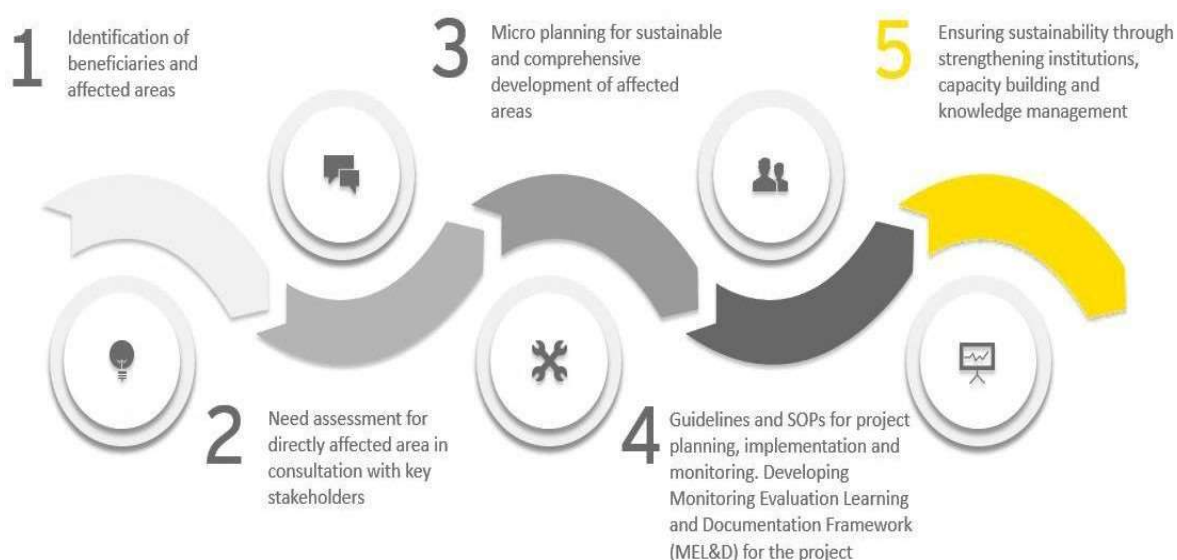 1
Identification of
beneficiaries and
affected areas
2
Need assessment for
directly affected area in
consultation with key
stakeholders
3
Micro planning for sustainable
and comprehensive
development of affected
areas
4
Guidelines and SOPs for project
planning, implementation and
monitoring. Developing
Monitoring Evaluation Learning
and Documentation Framework
(MEL&D) for the project
5
Ensuring sustainability through
strengthening institutions,
capacity building and
knowledge management